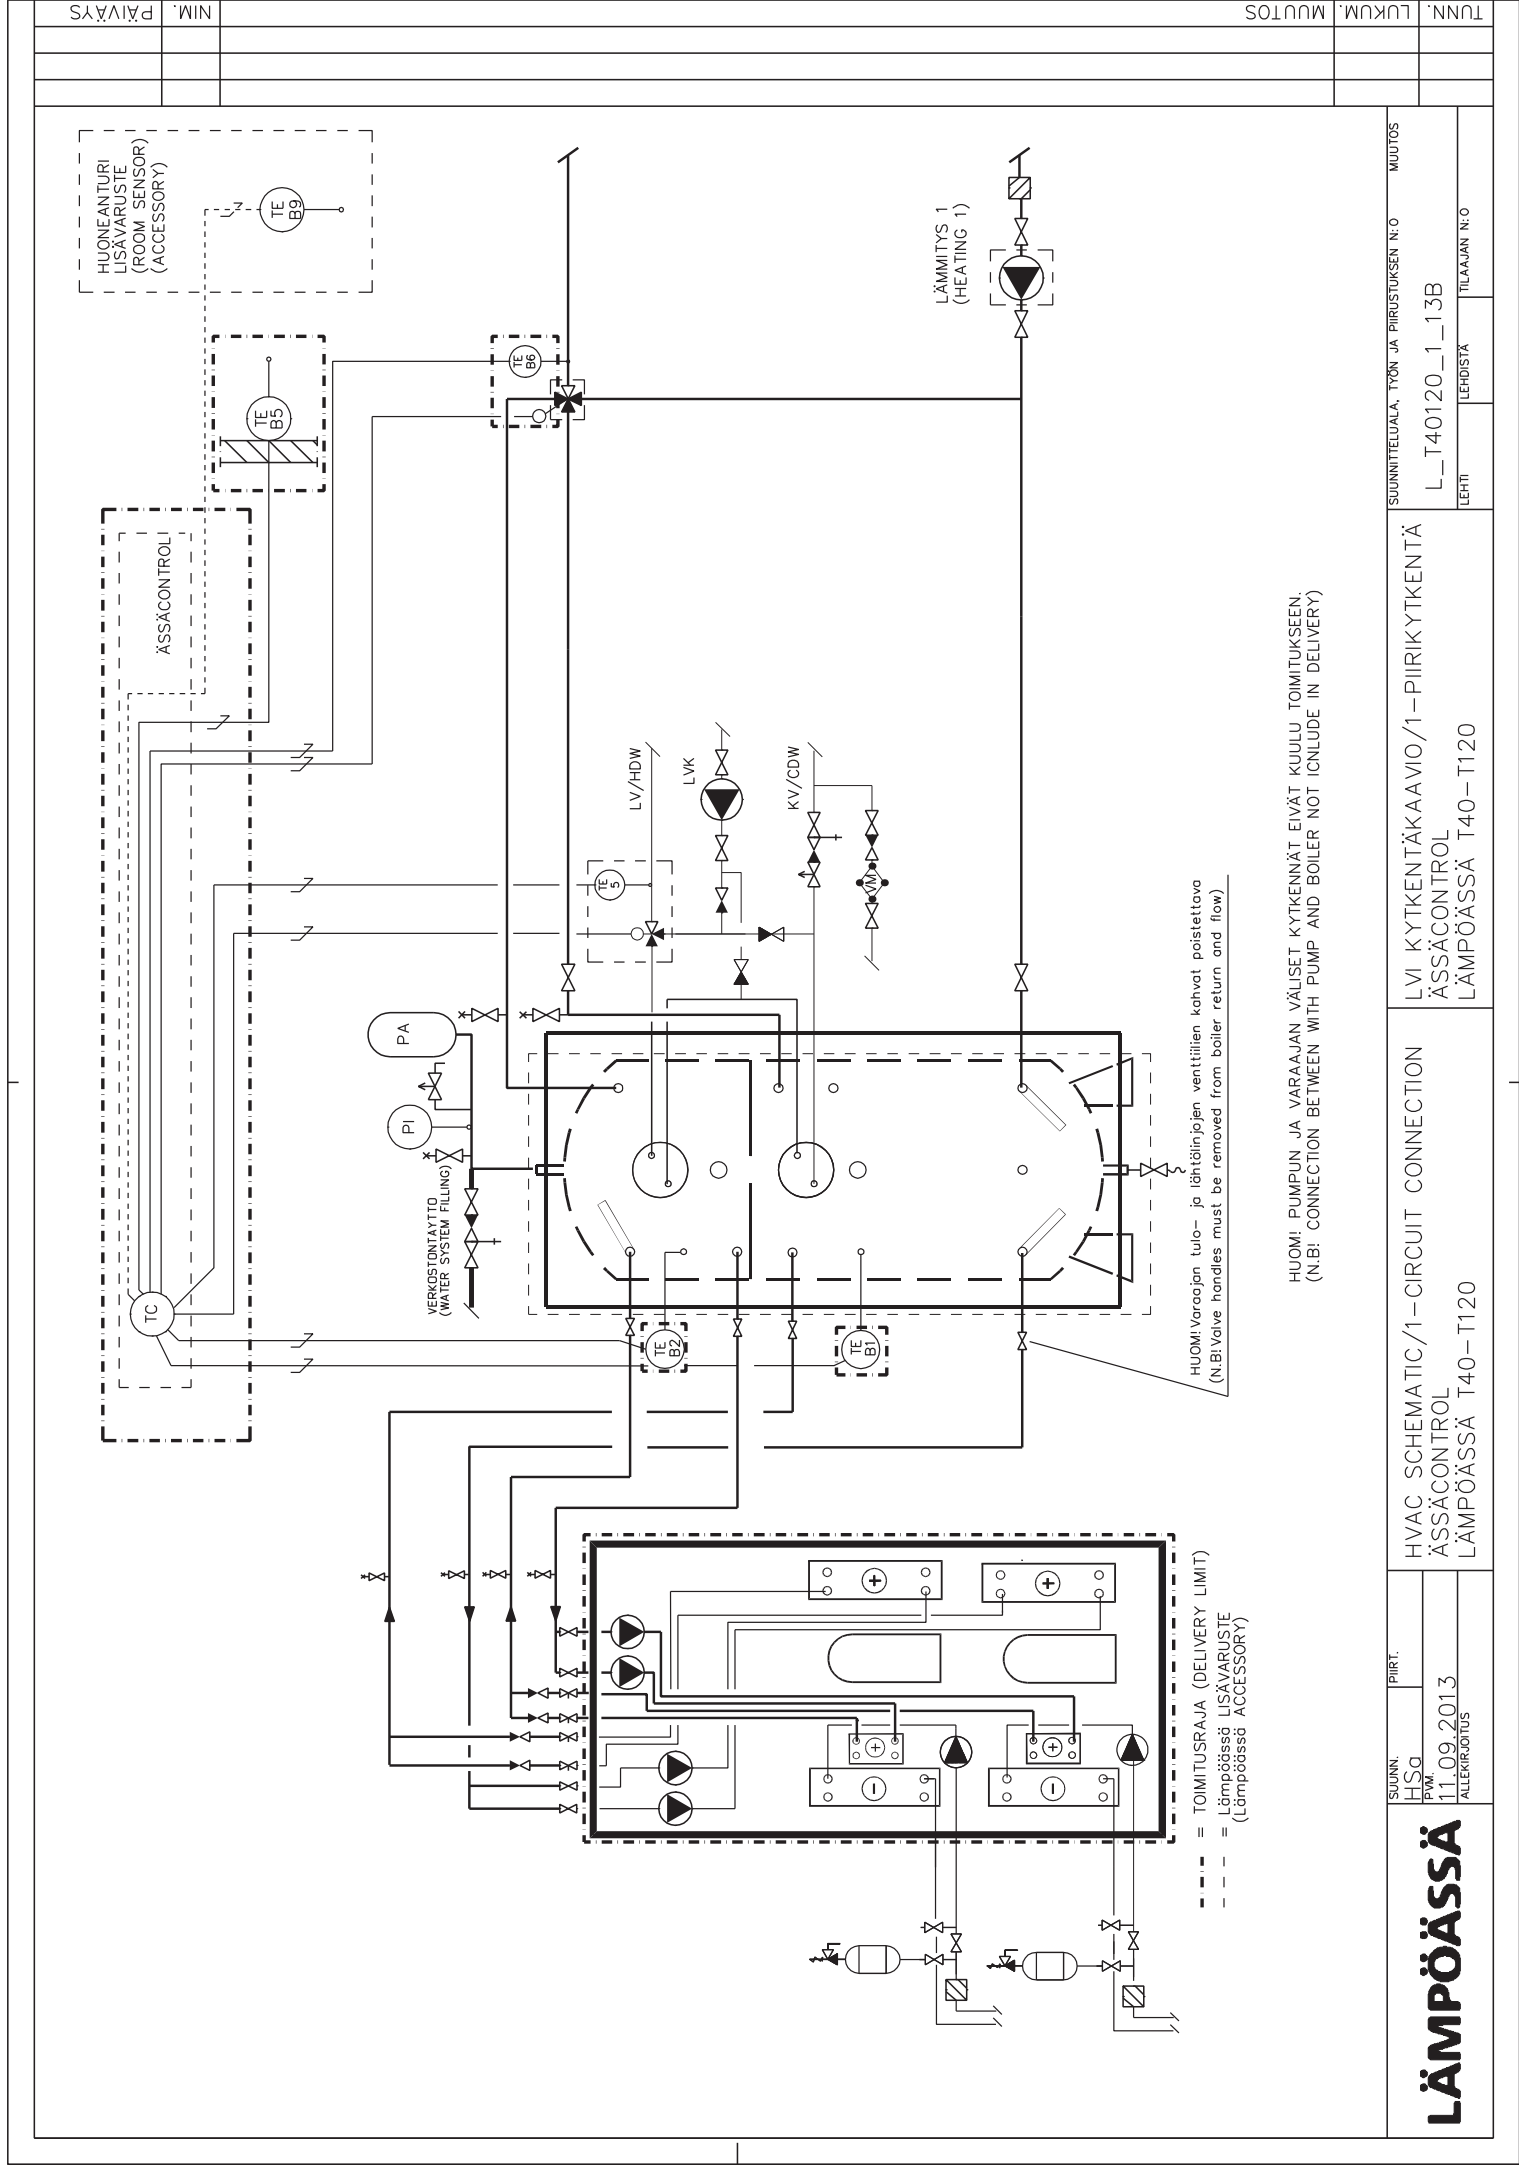 PÄIVÄYS
NIM.
MUUTOS
LUKUM.
TUNN.
HUONEANTURI
LISÄVARUSTE
(ROOM SENSOR)
(ACCESSORY)
TE
B9
TE
B5
TE
B6
ÄSSÄCONTROL
TC
LÄMMITYS 1
(HEATING 1)
LV/HDW
LVK
KV/CDW
TE
5
VM
PA
PI
VERKOSTONTÄYTTÖ
(WATER SYSTEM FILLING)
TE
B2
TE
B1
HUOM!Varaajan tulo- ja lähtölinjojen venttiilien kahvat poistettava
(N.B!Valve handles must be removed from boiler return and flow)
HUOM! PUMPUN JA VARAAJAN VÄLISET KYTKENNÄT EIVÄT KUULU TOIMITUKSEEN.
(N.B! CONNECTION BETWEEN WITH PUMP AND BOILER NOT ICNLUDE IN DELIVERY)
+
+
+
-
+
-
= TOIMITUSRAJA (DELIVERY LIMIT)
= Lämpöässä LISÄVARUSTE
(Lämpöässä ACCESSORY)
LÄMPÖÄSSÄ
SUUNN.
HSa
PIIRT.
PVM.
11.09.2013
ALLEKIRJOITUS
HVAC SCHEMATIC/1-CIRCUIT CONNECTION
ÄSSÄCONTROL
LÄMPÖÄSSÄ T40-T120
LVI KYTKENTÄKAAVIO/1-PIIRIKYTKENTÄ
ÄSSÄCONTROL
LÄMPÖÄSSÄ T40-T120
SUUNNITTELUALA, TYÖN JA PIIRUSTUKSEN N:O
MUUTOS
L_T40120_1_13B
LEHTI
LEHDISTÄ
TILAAJAN N:O